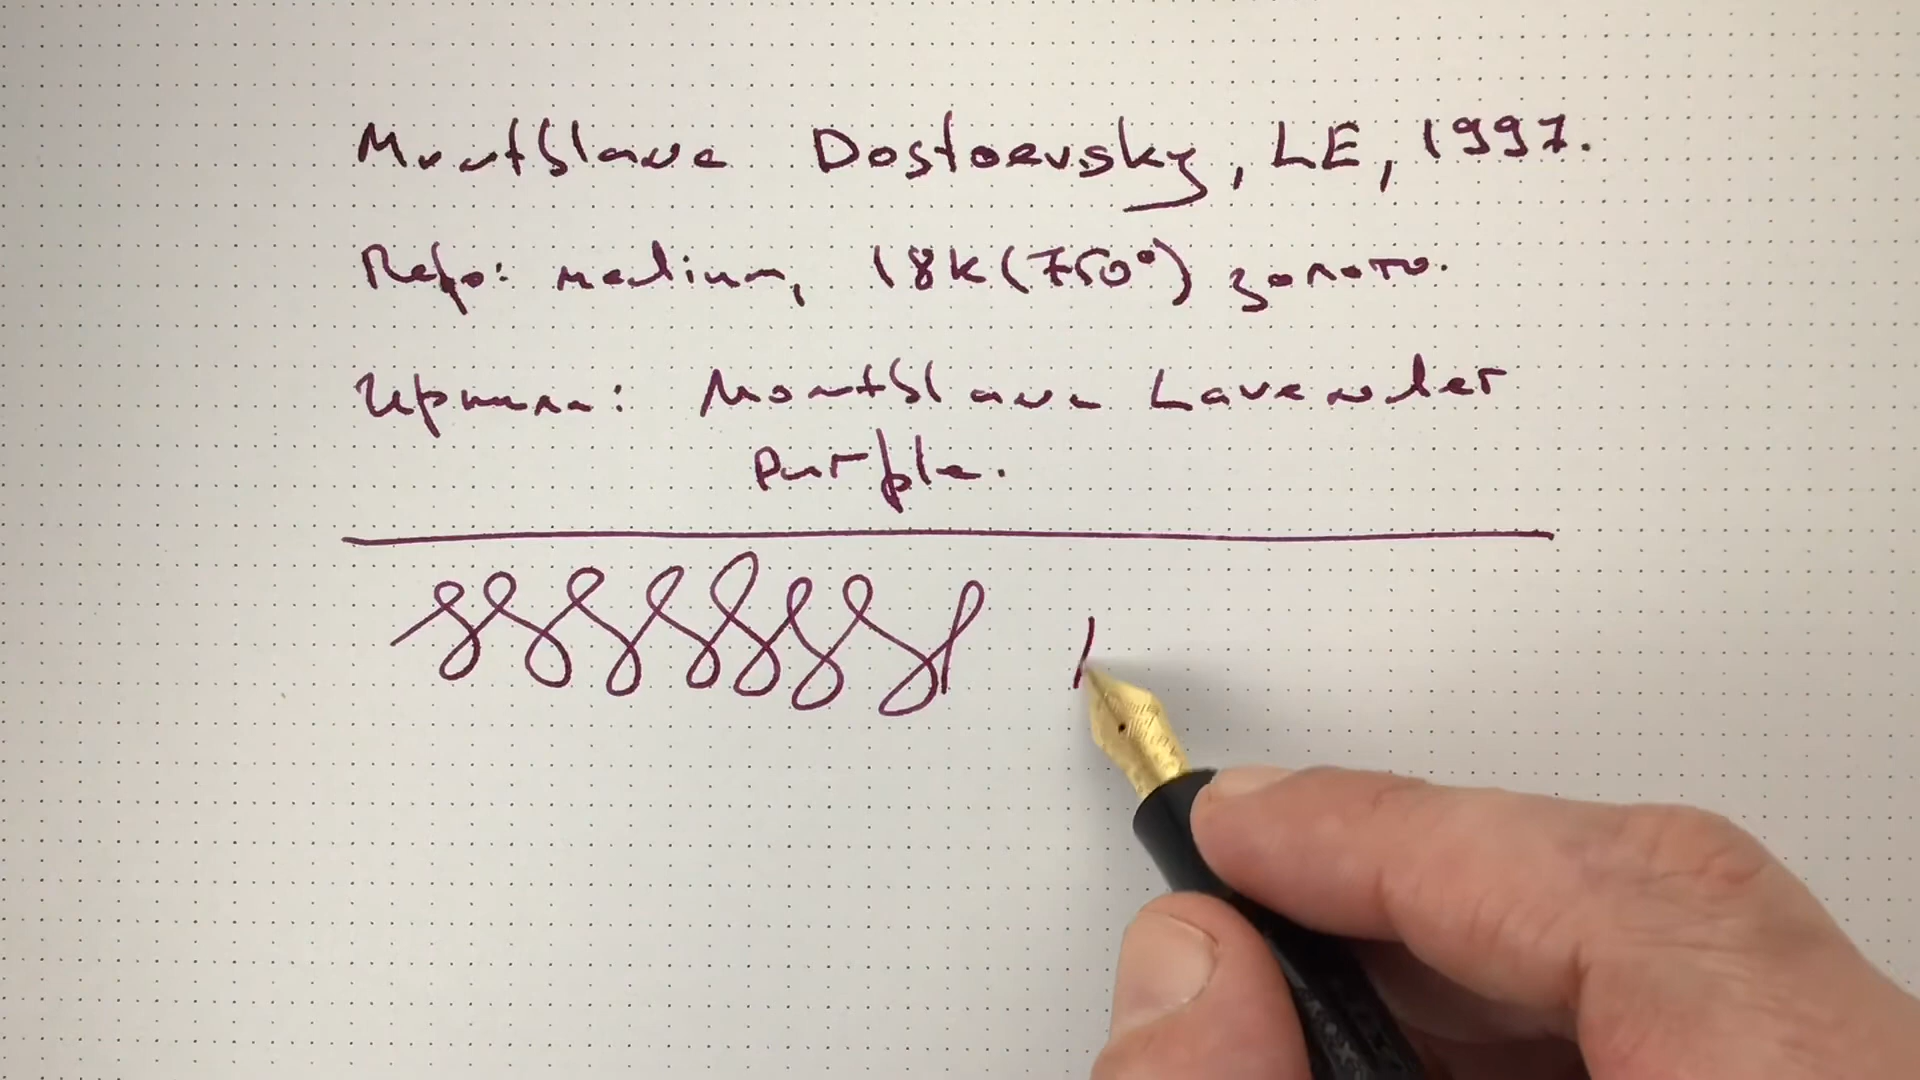 Montblanc Dostoevsky, LE, 1997.
Перо: medium, 18K (750°) золото.
Чернила: Montblanc Lavender
Purple.